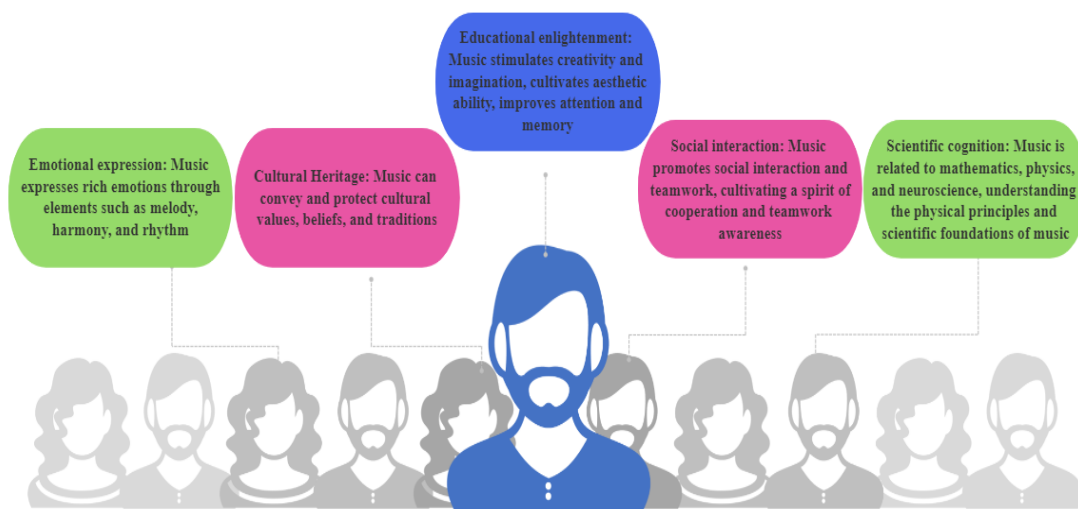 Educational enlightenment:
Music stimulates creativity and
imagination, cultivates aesthetic
ability, improves attention and
memory
Emotional expression: Music
expresses rich emotions through
elements such as melody,
harmony, and rhythm
Cultural Heritage: Music can
convey and protect cultural
values, beliefs, and traditions
Social interaction: Music
promotes social interaction and
teamwork, cultivating a spirit of
cooperation and teamwork
awareness
Scientific cognition: Music is
related to mathematics, physics,
and neuroscience, understanding
the physical principles and
scientific foundations of music